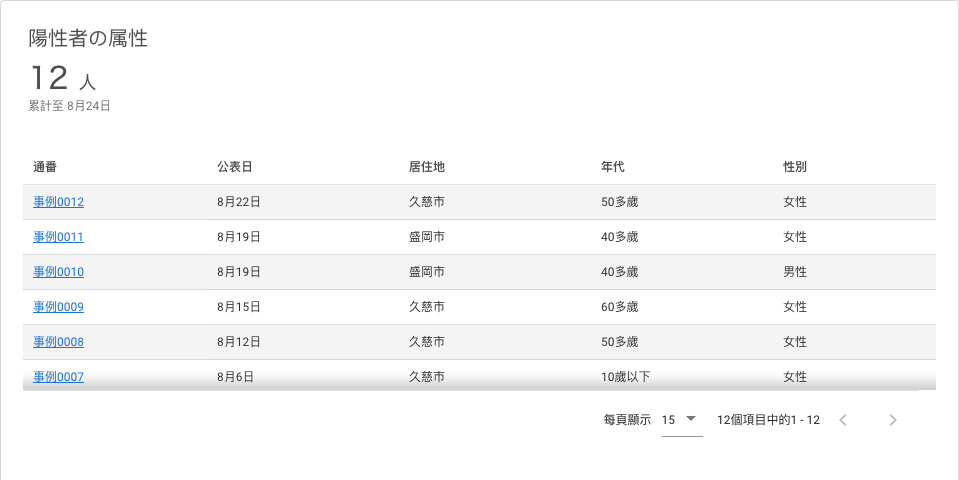 陽性者の属性
12 人
累計至 8月24日
通番 公表日 居住地 年代 性別
事例0012 8月22日 久慈市 50多歲 女性
事例0011 8月19日 盛岡市 40多歲 女性
事例0010 8月19日 盛岡市 40多歲 男性
事例0009 8月15日 久慈市 60多歲 女性
事例0008 8月12日 久慈市 50多歲 女性
事例0007 8月6日 久慈市 10歲以下 女性
每頁顯示 15 12個項目中的1 - 12